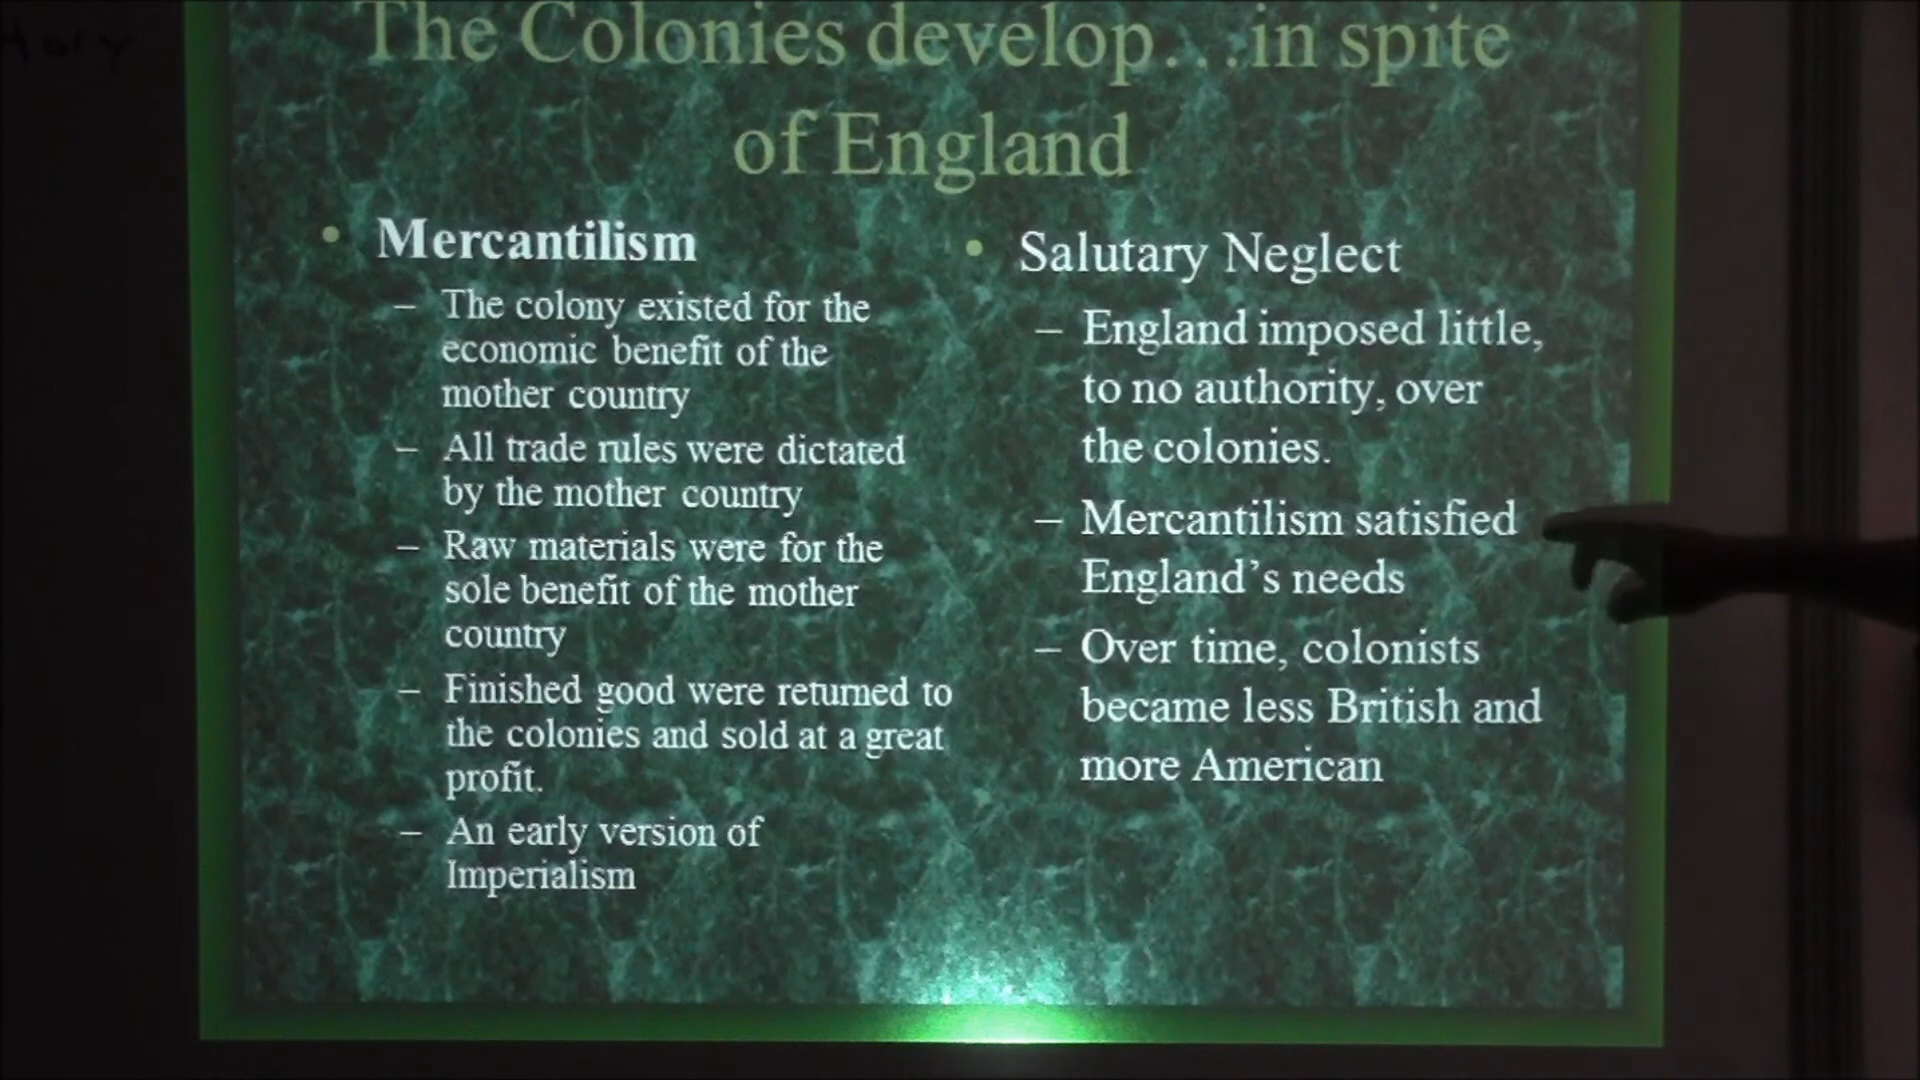 The Colonies develop…in spite
of England
• Mercantilism
– The colony existed for the
economic benefit of the
mother country
– All trade rules were dictated
by the mother country
– Raw materials were for the
sole benefit of the mother
country
– Finished good were returned to
the colonies and sold at a great
profit.
– An early version of
Imperialism
• Salutary Neglect
– England imposed little,
to no authority, over
the colonies.
– Mercantilism satisfied
England’s needs
– Over time, colonists
became less British and
more American